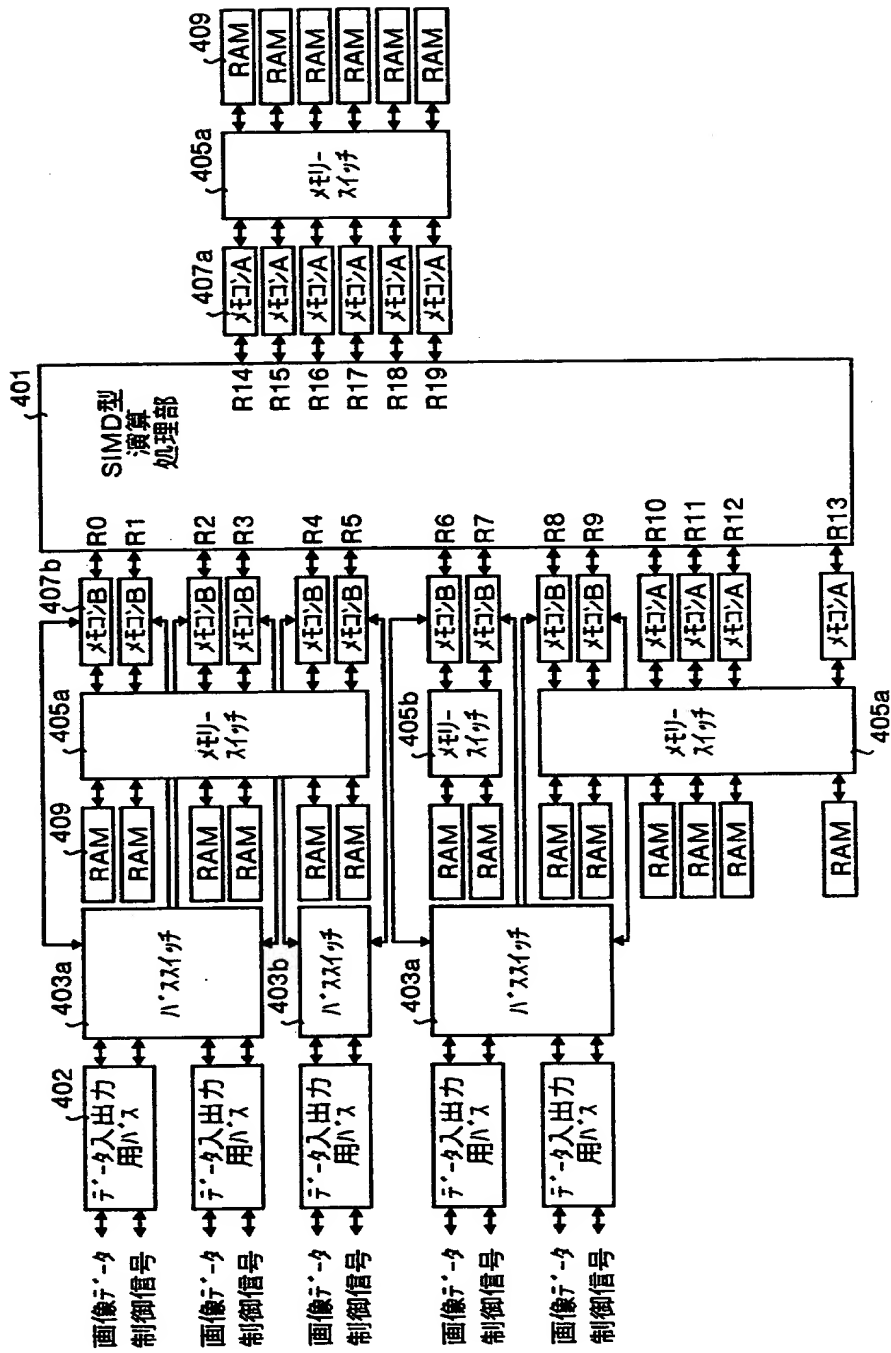 画像データ
制御信号
画像データ
制御信号
画像データ
制御信号
画像データ
制御信号
画像データ
制御信号
402
データ入出力
用バス
データ入出力
用バス
データ入出力
用バス
データ入出力
用バス
データ入出力
用バス
403a
バススイッチ
403b
バススイッチ
403a
バススイッチ
409
RAM
RAM
RAM
RAM
RAM
RAM
RAM
RAM
RAM
RAM
RAM
RAM
RAM
RAM
405a
メモリー
スイッチ
405b
メモリー
スイッチ
メモリー
スイッチ
405a
407b
メモコンB
メモコンB
メモコンB
メモコンB
メモコンB
メモコンB
メモコンB
メモコンB
メモコンB
メモコンB
メモコンA
メモコンA
メモコンA
メモコンA
401
SIMD型
演算
処理部
R0
R1
R2
R3
R4
R5
R6
R7
R8
R9
R10
R11
R12
R13
R14
R15
R16
R17
R18
R19
407a
メモコンA
メモコンA
メモコンA
メモコンA
メモコンA
メモコンA
405a
メモリー
スイッチ
409
RAM
RAM
RAM
RAM
RAM
RAM